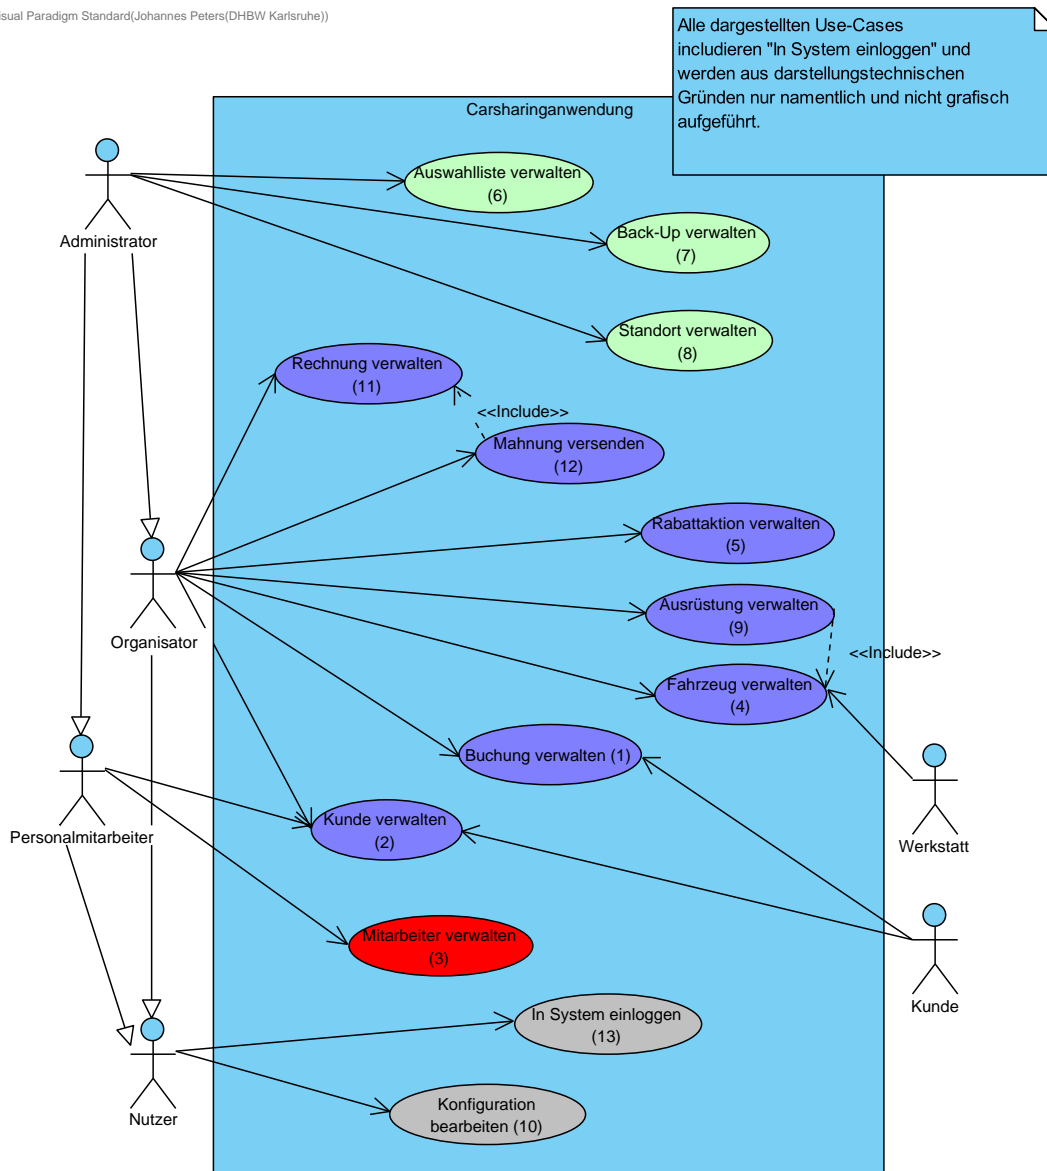 isual Paradigm Standard(Johannes Peters(DHBW Karlsruhe))
Alle dargestellten Use-Cases
includieren "In System einloggen" und
werden aus darstellungstechnischen
Gründen nur namentlich und nicht grafisch
aufgeführt.
Carsharinganwendung
Auswahlliste verwalten
(6)
Administrator
Back-Up verwalten
(7)
Standort verwalten
(8)
Rechnung verwalten
(11)
<<Include>>
Mahnung versenden
(12)
Rabattaktion verwalten
(5)
Ausrüstung verwalten
(9)
Organisator
<<Include>>
Fahrzeug verwalten
(4)
Buchung verwalten (1)
Kunde verwalten
(2)
Personalmitarbeiter
Werkstatt
Mitarbeiter verwalten
(3)
Kunde
In System einloggen
(13)
Konfiguration
bearbeiten (10)
Nutzer